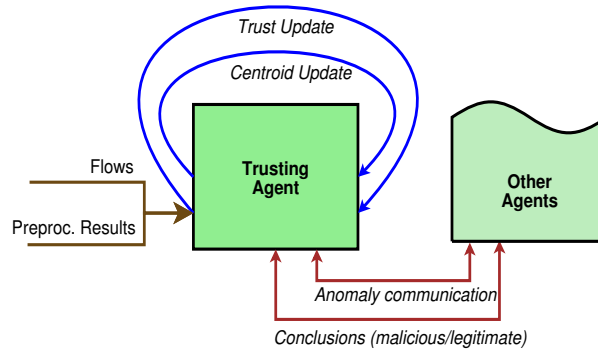 Trust Update
Centroid Update
Trusting
Agent
Flows
Preproc. Results
Other
Agents
Anomaly communication
Conclusions (malicious/legitimate)